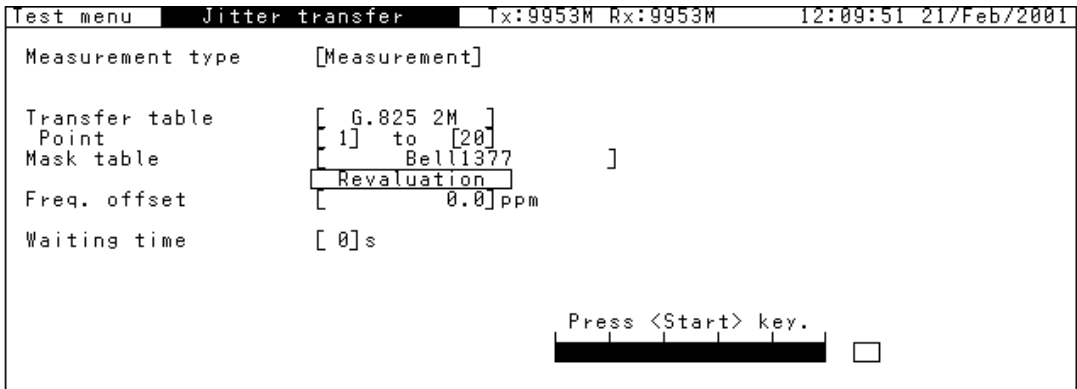 Test menu Jitter transfer Tx:9953M Rx:9953M 12:09:51 21/Feb/2001
Measurement type [Measurement]
Transfer table [ G.825 2M ]
Point [ 1] to [20]
Mask table [ Bell1377 ]
Revaluation
Freq. offset [ 0.0]ppm
Waiting time [ 0]s
Press <Start> key.